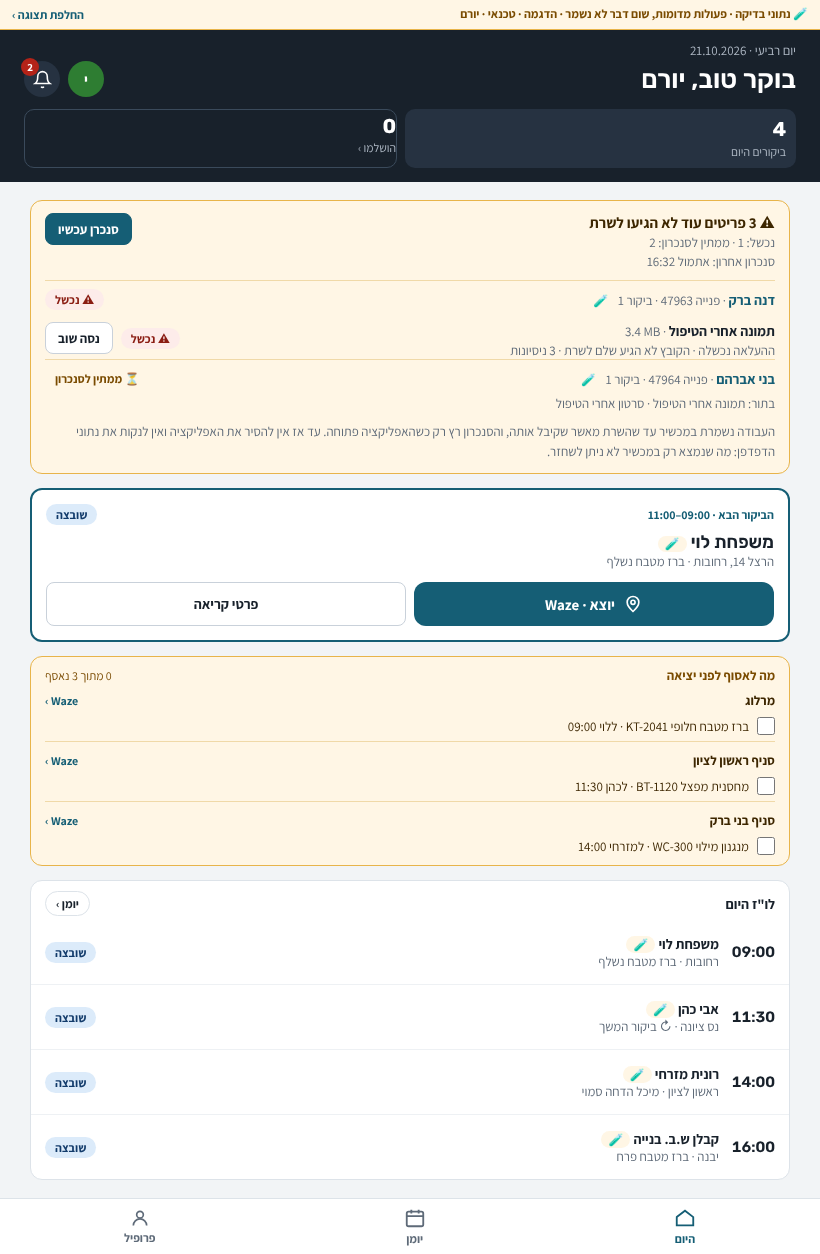 🧪 נתוני בדיקה · פעולות מדומות, שום דבר לא נשמר · הדגמה · טכנאי · יורם
החלפת תצוגה ‹
יום רביעי · 21.10.2026
בוקר טוב, יורם
י
2
4
ביקורים היום
0
הושלמו ‹
⚠ 3 פריטים עוד לא הגיעו לשרת
סנכרן עכשיו
נכשל: 1 · ממתין לסנכרון: 2
סנכרון אחרון: אתמול 16:32
דנה ברק · פנייה 47963 · ביקור 1 🧪
⚠ נכשל
תמונה אחרי הטיפול · 3.4 MB
⚠ נכשל
נסה שוב
ההעלאה נכשלה · הקובץ לא הגיע שלם לשרת · 3 ניסיונות
בני אברהם · פנייה 47964 · ביקור 1 🧪
⏳ ממתין לסנכרון
בתור: תמונה אחרי הטיפול · סרטון אחרי הטיפול
העבודה נשמרת במכשיר עד שהשרת מאשר שקיבל אותה, והסנכרון רץ רק כשהאפליקציה פתוחה. עד אז אין להסיר את האפליקציה ואין לנקות את נתוני
הדפדפן: מה שנמצא רק במכשיר לא ניתן לשחזר.
הביקור הבא · 09:00–11:00
שובצה
משפחת לוי 🧪
הרצל 14, רחובות · ברז מטבח נשלף
יוצא · Waze
פרטי קריאה
מה לאסוף לפני יציאה
0 מתוך 3 נאסף
מרלוג
Waze ‹
ברז מטבח חלופי KT-2041 · ללוי 09:00
סניף ראשון לציון
Waze ‹
מחסנית מפצל BT-1120 · לכהן 11:30
סניף בני ברק
Waze ‹
מנגנון מילוי WC-300 · למזרחי 14:00
לו"ז היום
יומן ‹
09:00
משפחת לוי 🧪
רחובות · ברז מטבח נשלף
שובצה
11:30
אבי כהן 🧪
נס ציונה · ↻ ביקור המשך
שובצה
14:00
רונית מזרחי 🧪
ראשון לציון · מיכל הדחה סמוי
שובצה
16:00
קבלן ש.ב. בנייה 🧪
יבנה · ברז מטבח פרח
שובצה
היום
יומן
פרופיל